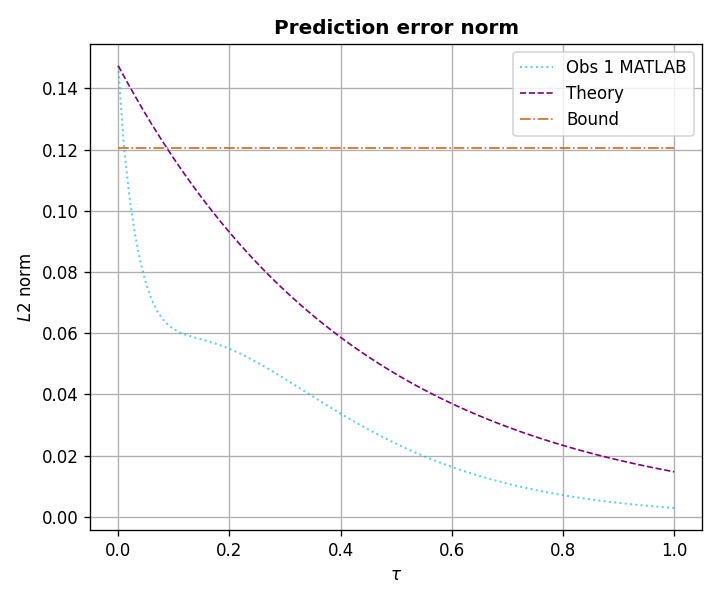 Prediction error norm
Obs 1 MATLAB
Theory
Bound
0.14
0.12
0.10
0.08
0.06
0.04
0.02
0.00
L2 norm
0.0 0.2 0.4 0.6 0.8 1.0
τ